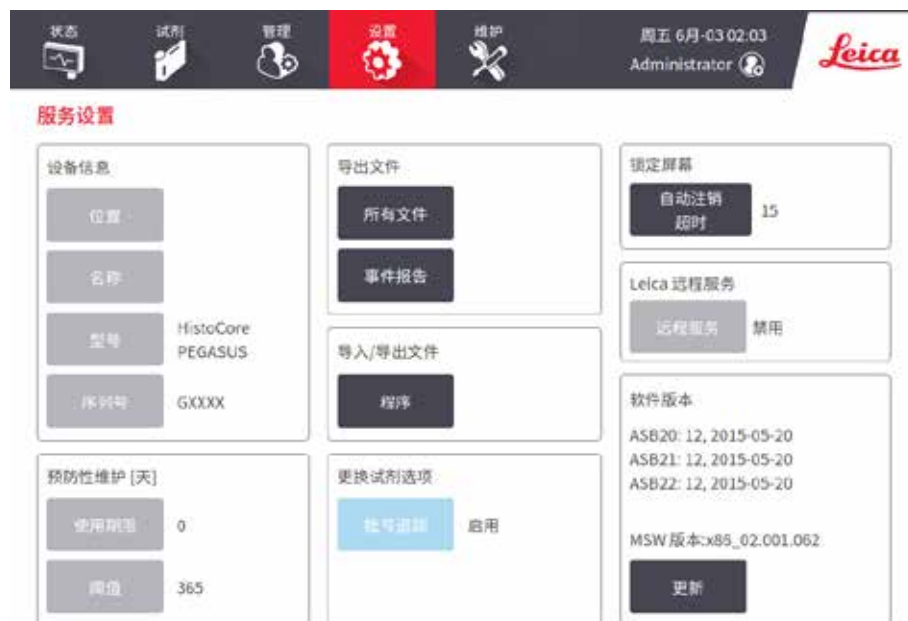 状态
试剂
管理
设置
维护
周五 6月-03 02:03
Administrator
Leica
服务设置
设备信息
位置
名称
型号
HistoCore
PEGASUS
序列号
GXXXX
预防性维护 [天]
使用期限
0
阈值
365
导出文件
所有文件
事件报告
导入/导出文件
程序
更换试剂选项
批号追踪
启用
锁定屏幕
自动注销
超时
15
Leica 远程服务
远程服务
禁用
软件版本
ASB20: 12, 2015-05-20
ASB21: 12, 2015-05-20
ASB22: 12, 2015-05-20
MSW 版本:x86_02.001.062
更新